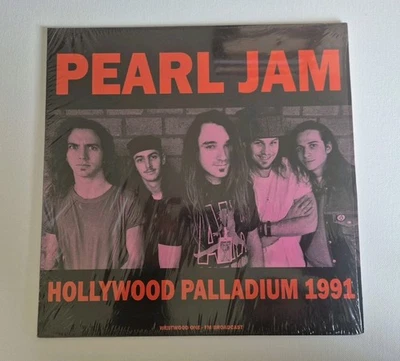 PEARL JAM
HOLLYWOOD PALLADIUM 1991
WESTWOOD ONE - FM BROADCAST